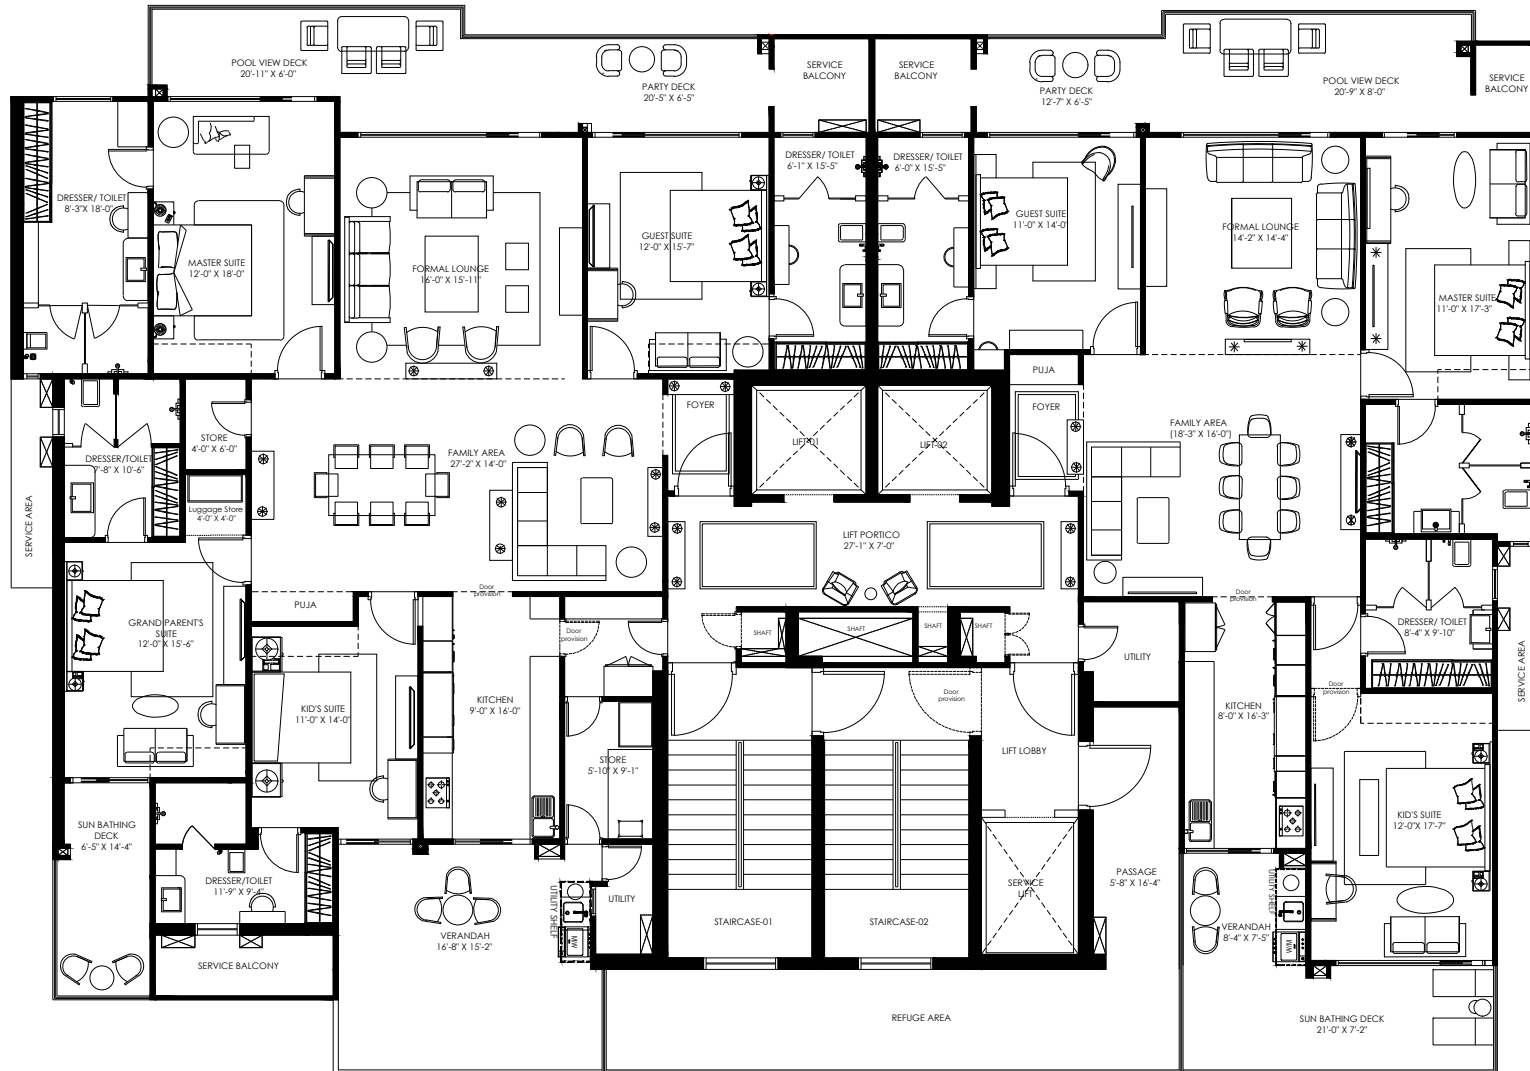 POOL VIEW DECK
20'-11" X 6'-0"
PARTY DECK
20'-5" X 6'-5"
SERVICE
BALCONY
SERVICE
BALCONY
PARTY DECK
12'-7" X 6'-5"
POOL VIEW DECK
20'-9" X 8'-0"
SERVICE
BALCONY
DRESSER/ TOILET
8'-3"X 18'-0"
MASTER SUITE
12'-0" X 18'-0"
FORMAL LOUNGE
16'-0" X 15'-11"
GUEST SUITE
12'-0" X 15'-7"
DRESSER/ TOILET
6'-1" X 15'-5"
DRESSER/ TOILET
6'-0" X 15'-5"
GUEST SUITE
11'-0" X 14'-0"
FORMAL LOUNGE
14'-2" X 14'-4"
MASTER SUITE
11'-0" X 17'-3"
PUJA
FOYER
LIFT-01
LIFT-02
FOYER
STORE
4'-0" X 6'-0"
DRESSER/TOILET
7'-8" X 10'-6"
Luggage Store
4'-0" X 4'-0"
FAMILY AREA
27'-2" X 14'-0"
FAMILY AREA
(18'-3" X 16'-0")
SERVICE AREA
LIFT PORTICO
27'-1" X 7'-0"
Door
provision
Door
provision
PUJA
GRAND PARENT'S
SUITE
12'-0" X 15'-6"
Door
provision
SHAFT
SHAFT
SHAFT
SHAFT
UTILITY
DRESSER/ TOILET
8'-4" X 9'-10"
SERVICE AREA
KID'S SUITE
11'-0" X 14'-0"
KITCHEN
9'-0" X 16'-0"
Door
provision
Door
provision
KITCHEN
8'-0" X 16'-3"
STORE
5'-10" X 9'-1"
LIFT LOBBY
SUN BATHING
DECK
6'-5" X 14'-4"
KID'S SUITE
12'-0"X 17'-7"
DRESSER/TOILET
11'-9" X 9'-4"
UTILITY SHELF
UTILITY
SERVICE
LIFT
PASSAGE
5'-8" X 16'-4"
UTILITY SHELF
STAIRCASE-01
STAIRCASE-02
VERANDAH
16'-8" X 15'-2"
MW
VERANDAH
8'-4" X 7'-5"
MW
SERVICE BALCONY
REFUGE AREA
SUN BATHING DECK
21'-0" X 7'-2"